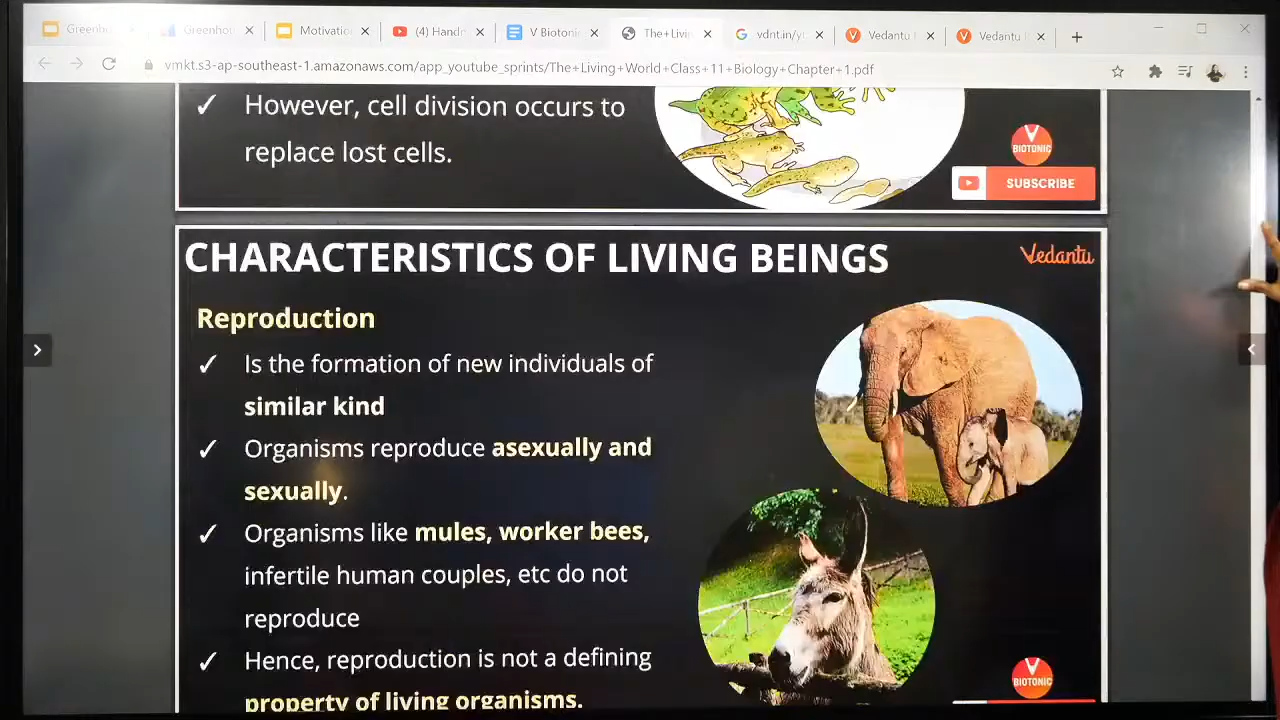 Greenho
Greenhou
Motivatio
(4) Handr
V Biotonic
The+Livin
vdnt.in/yt
Vedantu
Vedantu
vmkt.s3-ap-southeast-1.amazonaws.com/app_youtube_sprints/The+Living+World+Class+11+Biology+Chapter+1.pdf
✓ However, cell division occurs to
replace lost cells.
V
BIOTONIC
SUBSCRIBE
CHARACTERISTICS OF LIVING BEINGS
Vedantu
Reproduction
✓ Is the formation of new individuals of
similar kind
✓ Organisms reproduce asexually and
sexually.
✓ Organisms like mules, worker bees,
infertile human couples, etc do not
reproduce
✓ Hence, reproduction is not a defining
property of living organisms.
V
BIOTONIC